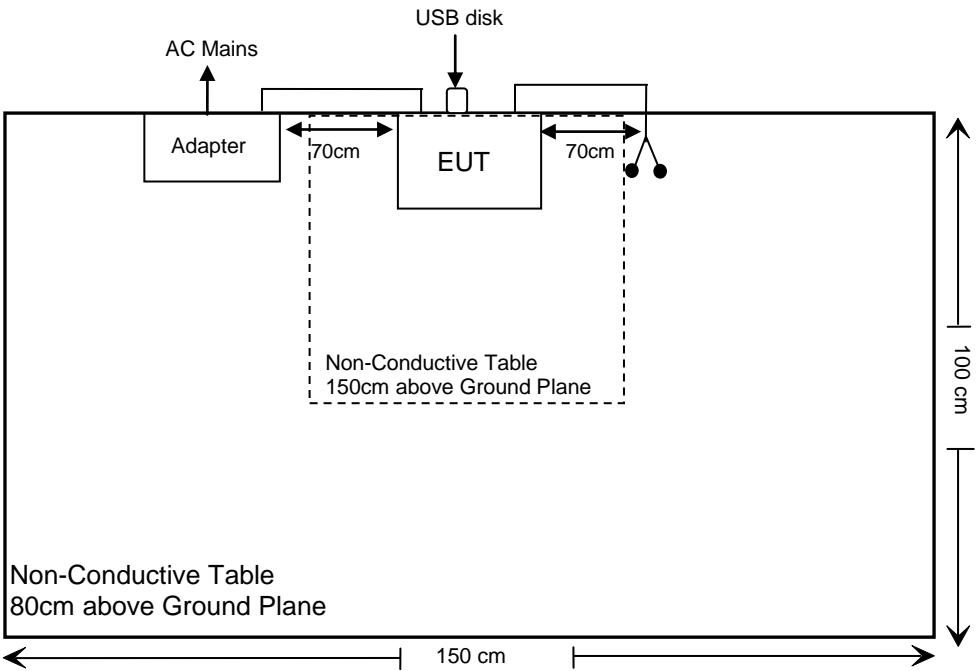 USB disk
AC Mains
Adapter
70cm
EUT
70cm
Non-Conductive Table
150cm above Ground Plane
100 cm
Non-Conductive Table
80cm above Ground Plane
150 cm